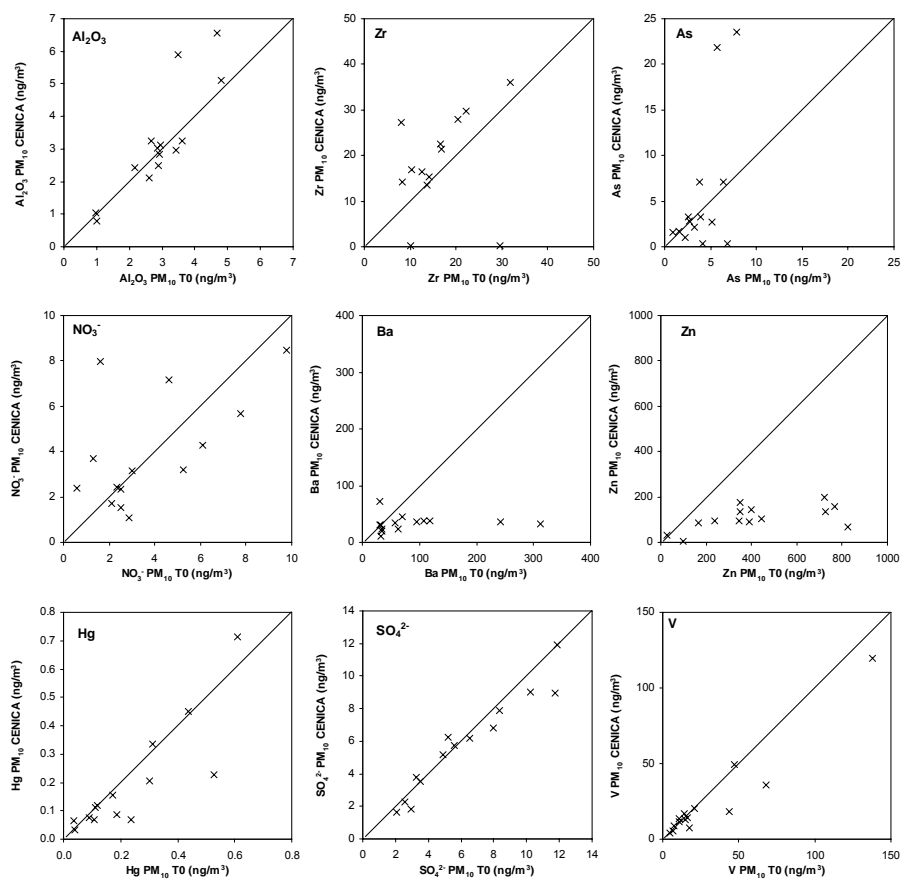 Al₂O₃
Al₂O₃ PM₁₀ CENICA (ng/m³)
7
6
5
4
3
2
1
0
0 1 2 3 4 5 6 7
Al₂O₃ PM₁₀ T0 (ng/m³)
Zr
Zr PM₁₀ CENICA (ng/m³)
50
40
30
20
10
0
0 10 20 30 40 50
Zr PM₁₀ T0 (ng/m³)
As
As PM₁₀ CENICA (ng/m³)
25
20
15
10
5
0
0 5 10 15 20 25
As PM₁₀ T0 (ng/m³)
NO₃⁻
NO₃⁻ PM₁₀ CENICA (ng/m³)
10
8
6
4
2
0
0 2 4 6 8 10
NO₃⁻ PM₁₀ T0 (ng/m³)
Ba
Ba PM₁₀ CENICA (ng/m³)
400
300
200
100
0
0 100 200 300 400
Ba PM₁₀ T0 (ng/m³)
Zn
Zn PM₁₀ CENICA (ng/m³)
1000
800
600
400
200
0
0 200 400 600 800 1000
Zn PM₁₀ T0 (ng/m³)
Hg
Hg PM₁₀ CENICA (ng/m³)
0.8
0.7
0.6
0.5
0.4
0.3
0.2
0.1
0.0
0.0 0.2 0.4 0.6 0.8
Hg PM₁₀ T0 (ng/m³)
SO₄²⁻
SO₄²⁻ PM₁₀ CENICA (ng/m³)
14
12
10
8
6
4
2
0
0 2 4 6 8 10 12 14
SO₄²⁻ PM₁₀ T0 (ng/m³)
V
V PM₁₀ CENICA (ng/m³)
150
100
50
0
0 50 100 150
V PM₁₀ T0 (ng/m³)